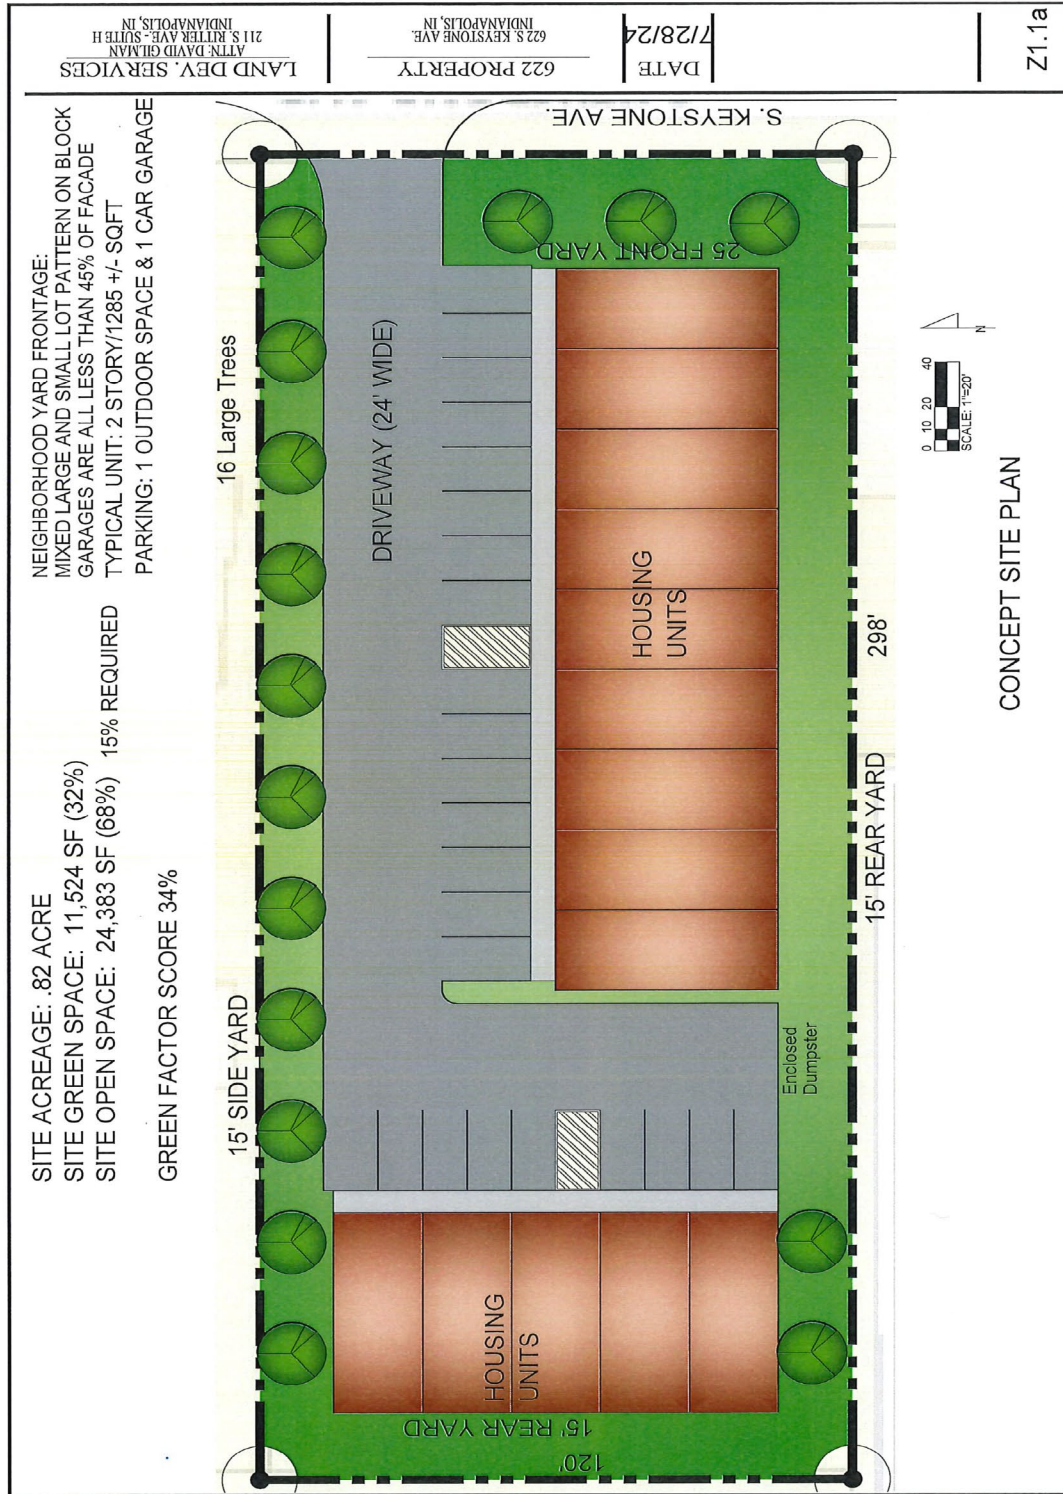 SITE ACREAGE: .82 ACRE
SITE GREEN SPACE: 11,524 SF (32%)
SITE OPEN SPACE: 24,383 SF (68%) 15% REQUIRED
GREEN FACTOR SCORE 34%
NEIGHBORHOOD YARD FRONTAGE:
MIXED LARGE AND SMALL LOT PATTERN ON BLOCK
GARAGES ARE ALL LESS THAN 45% OF FACADE
TYPICAL UNIT: 2 STORY/1285 +/- SQFT
PARKING: 1 OUTDOOR SPACE & 1 CAR GARAGE
15' SIDE YARD
16 Large Trees
DRIVEWAY (24' WIDE)
HOUSING
UNITS
15' REAR YARD
120'
HOUSING
UNITS
25 FRONT YARD
S. KEYSTONE AVE.
Enclosed
Dumpster
15' REAR YARD
298'
0 10 20 40
SCALE: 1"=20'
N
CONCEPT SITE PLAN
LAND DEV. SERVICES
ATTN: DAVID GILMAN
211 S. RITTER AVE. - SUITE H
INDIANAPOLIS, IN
622 PROPERTY
622 S. KEYSTONE AVE.
INDIANAPOLIS, IN
DATE
7/28/24
Z1.1a